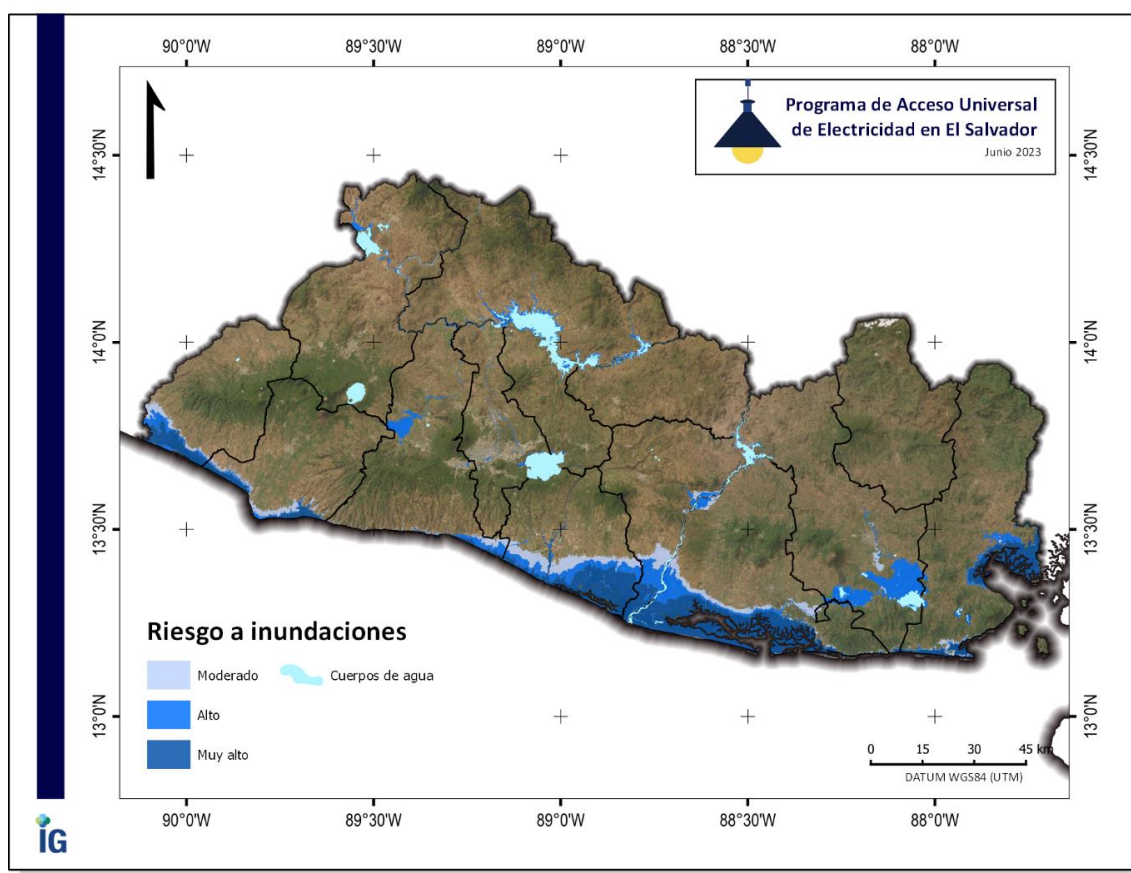 90°0'W 89°30'W 89°0'W 88°30'W 88°0'W
Programa de Acceso Universal
de Electricidad en El Salvador
Junio 2023
14°30'N 14°30'N
14°0'N 14°0'N
13°30'N 13°30'N
13°0'N 13°0'N
Riesgo a inundaciones
Moderado Cuerpos de agua
Alto
Muy alto
0 15 30 45 km
DATUM WGS84 (UTM)
90°0'W 89°30'W 89°0'W 88°30'W 88°0'W
iG